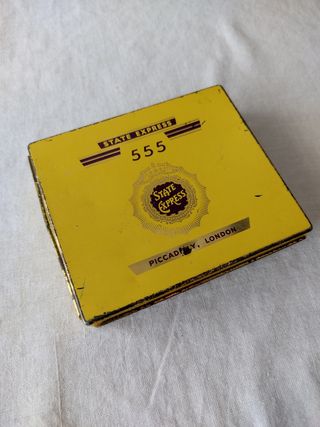 STATE EXPRESS
555
STATE
EXPRESS
PICCADILLY, LONDON